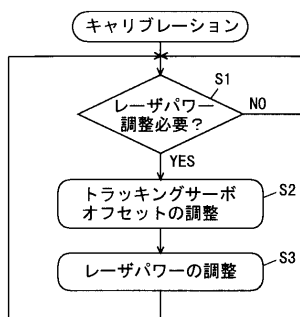 キャリブレーション
S1
レーザパワー
調整必要？
NO
YES
トラッキングサーボ
オフセットの調整
S2
レーザパワーの調整
S3